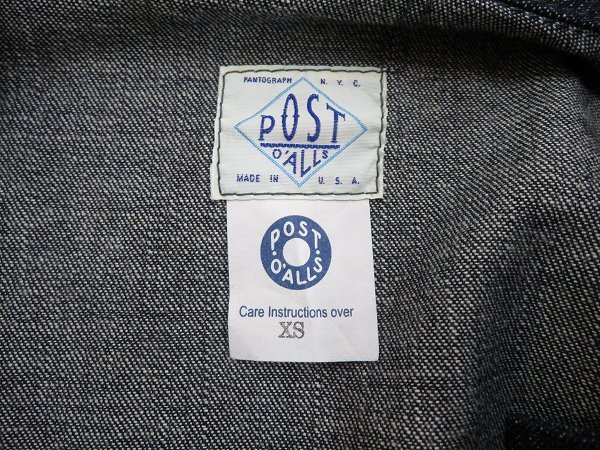 PANTOGRAPH N. Y. C.
POST
O'ALLS
MADE IN U. S. A.
POST
O'ALLS
Care Instructions over
XS